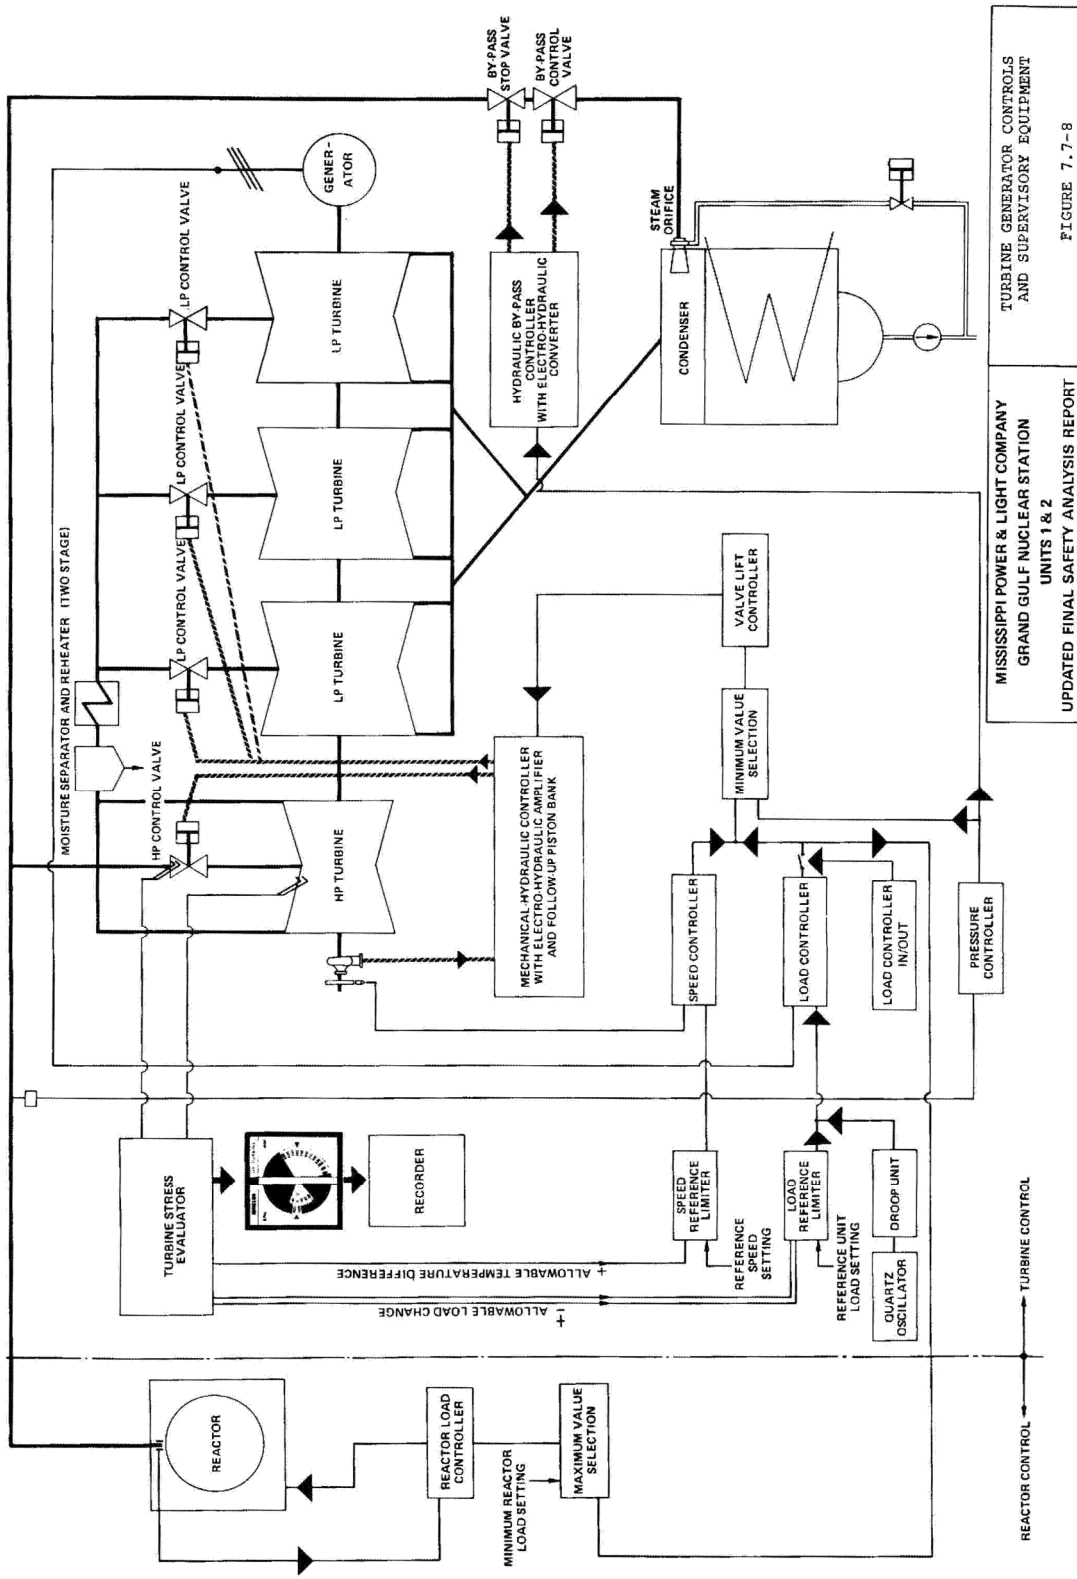 BY-PASS
STOP VALVE
BY-PASS
CONTROL
VALVE
GENER-
ATOR
LP CONTROL VALVE
LP CONTROL VALVE
LP CONTROL VALVE
MOISTURE SEPARATOR AND REHEATER (TWO STAGE)
HP CONTROL VALVE
LP TURBINE
LP TURBINE
LP TURBINE
HP TURBINE
HYDRAULIC BY-PASS
CONTROLLER
WITH ELECTRO-HYDRAULIC
CONVERTER
STEAM
ORIFICE
CONDENSER
MECHANICAL-HYDRAULIC CONTROLLER
WITH ELECTRO-HYDRAULIC AMPLIFIER
AND FOLLOW-UP PISTON BANK
VALVE LIFT
CONTROLLER
MINIMUM VALUE
SELECTION
SPEED CONTROLLER
LOAD CONTROLLER
LOAD CONTROLLER
IN/OUT
PRESSURE
CONTROLLER
TURBINE STRESS
EVALUATOR
RECORDER
+ ALLOWABLE TEMPERATURE DIFFERENCE
± ALLOWABLE LOAD CHANGE
SPEED
REFERENCE
LIMITER
REFERENCE
SPEED
SETTING
LOAD
REFERENCE
LIMITER
REFERENCE UNIT
LOAD SETTING
DROOP UNIT
QUARTZ
OSCILLATOR
REACTOR
REACTOR LOAD
CONTROLLER
MINIMUM REACTOR
LOAD SETTING
MAXIMUM VALUE
SELECTION
REACTOR CONTROL
TURBINE CONTROL
MISSISSIPPI POWER & LIGHT COMPANY
GRAND GULF NUCLEAR STATION
UNITS 1 & 2
UPDATED FINAL SAFETY ANALYSIS REPORT
TURBINE GENERATOR CONTROLS
AND SUPERVISORY EQUIPMENT
FIGURE 7.7-8